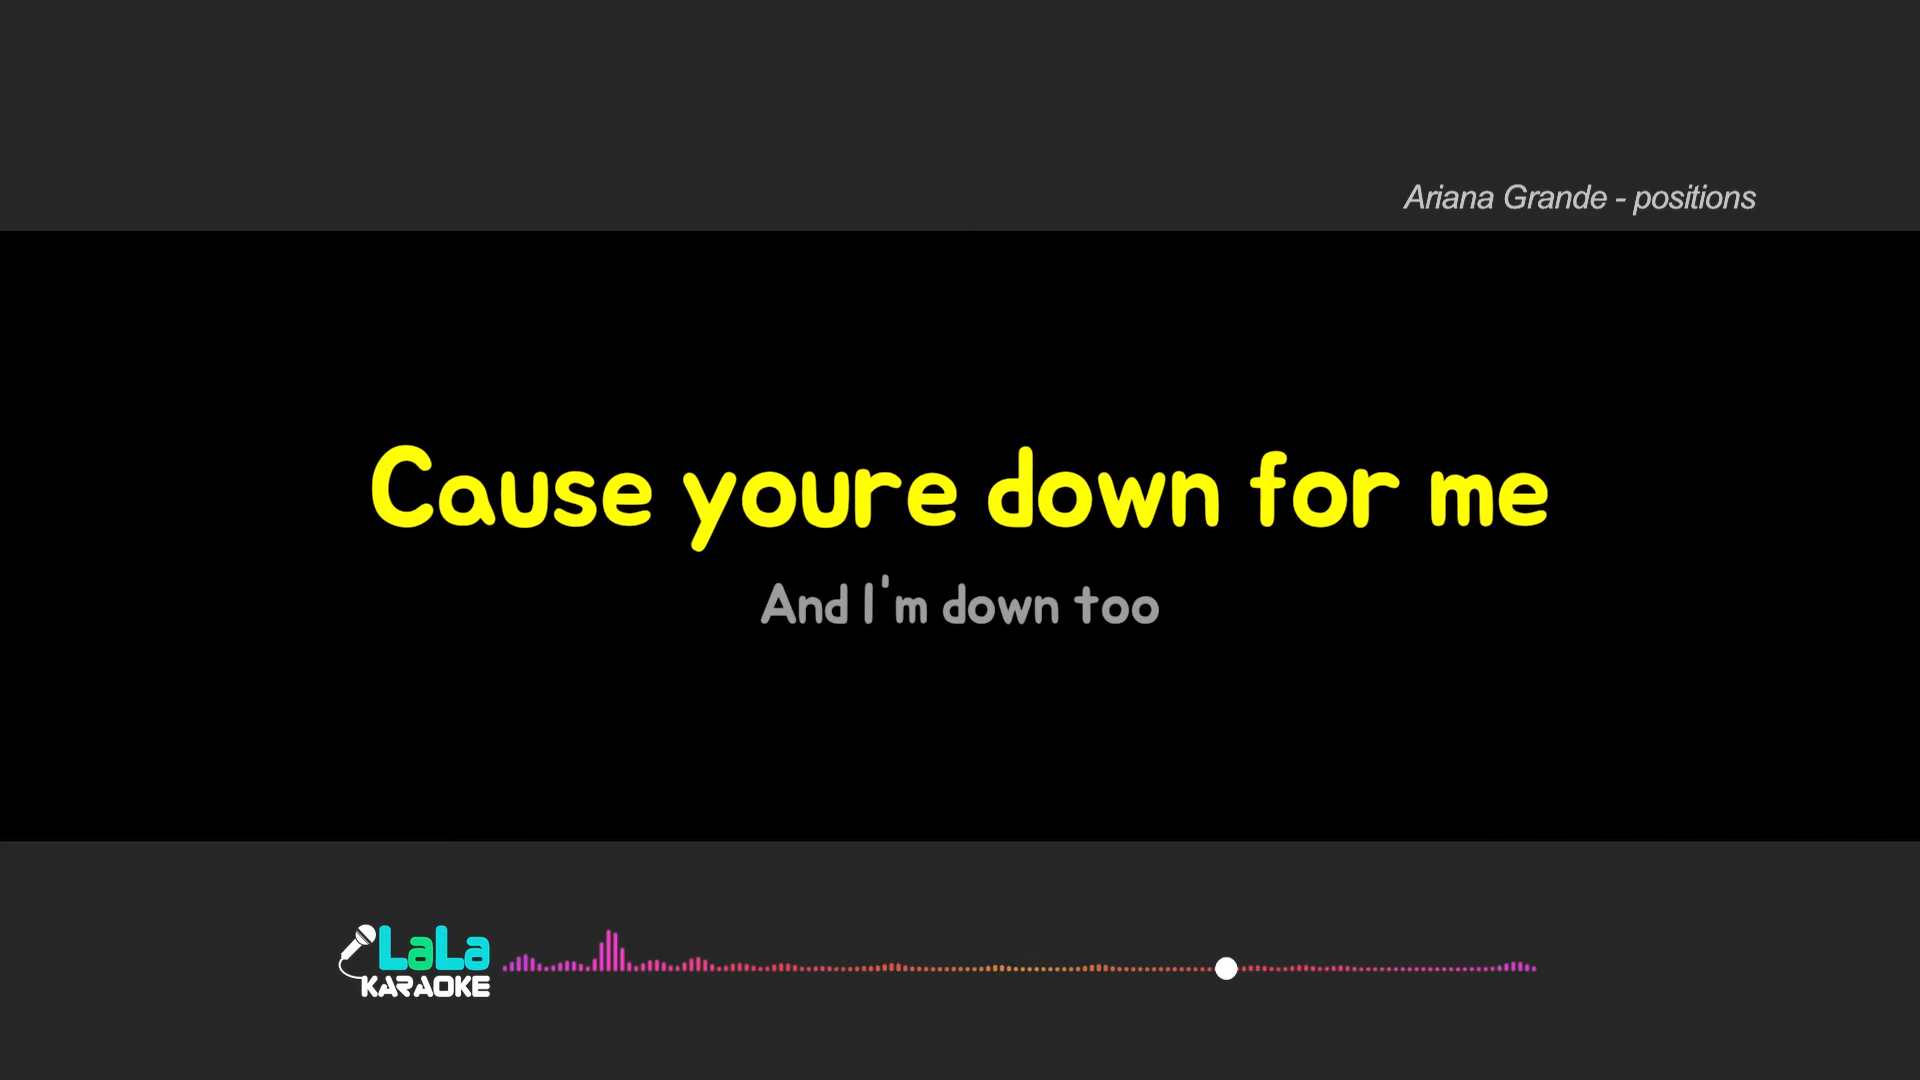 Ariana Grande - positions
Cause youre down for me
And I'm down too
LaLa
KARAOKE